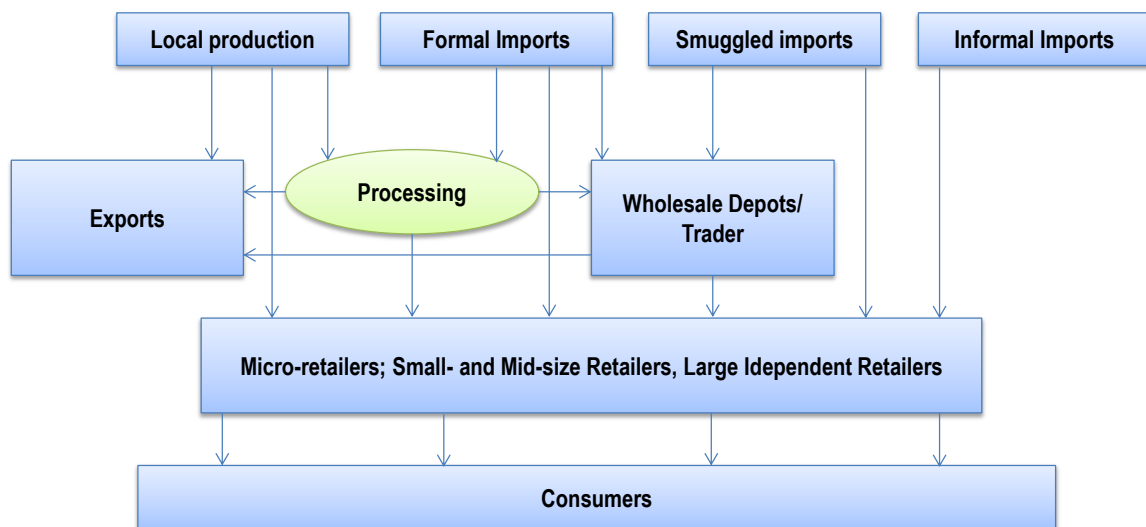 Local production
Formal Imports
Smuggled imports
Informal Imports
Exports
Processing
Wholesale Depots/
Trader
Micro-retailers; Small- and Mid-size Retailers, Large Idependent Retailers
Consumers